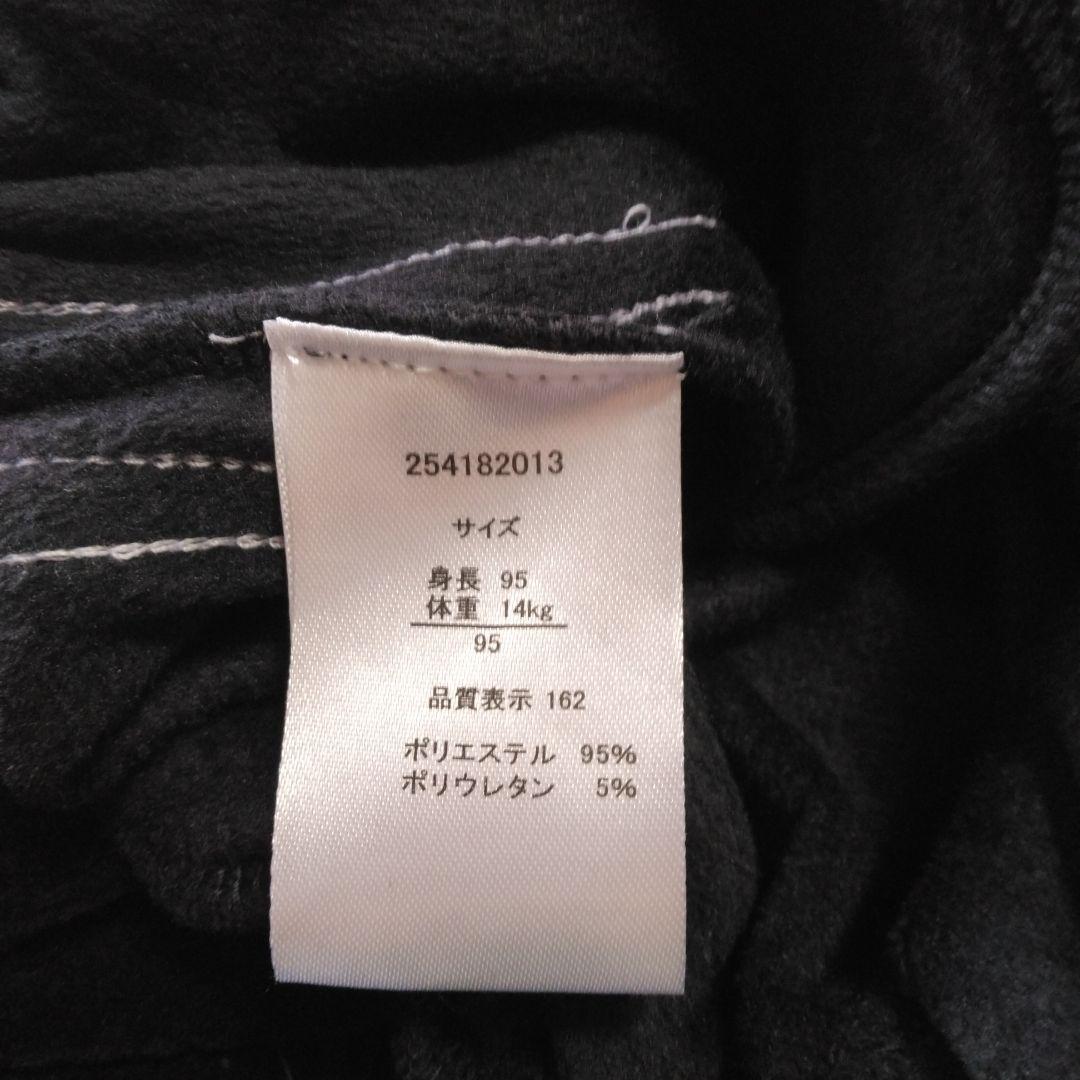 254182013
サイズ
身長 95
体重 14kg
95
品質表示 162
ポリエステル 95%
ポリウレタン 5%